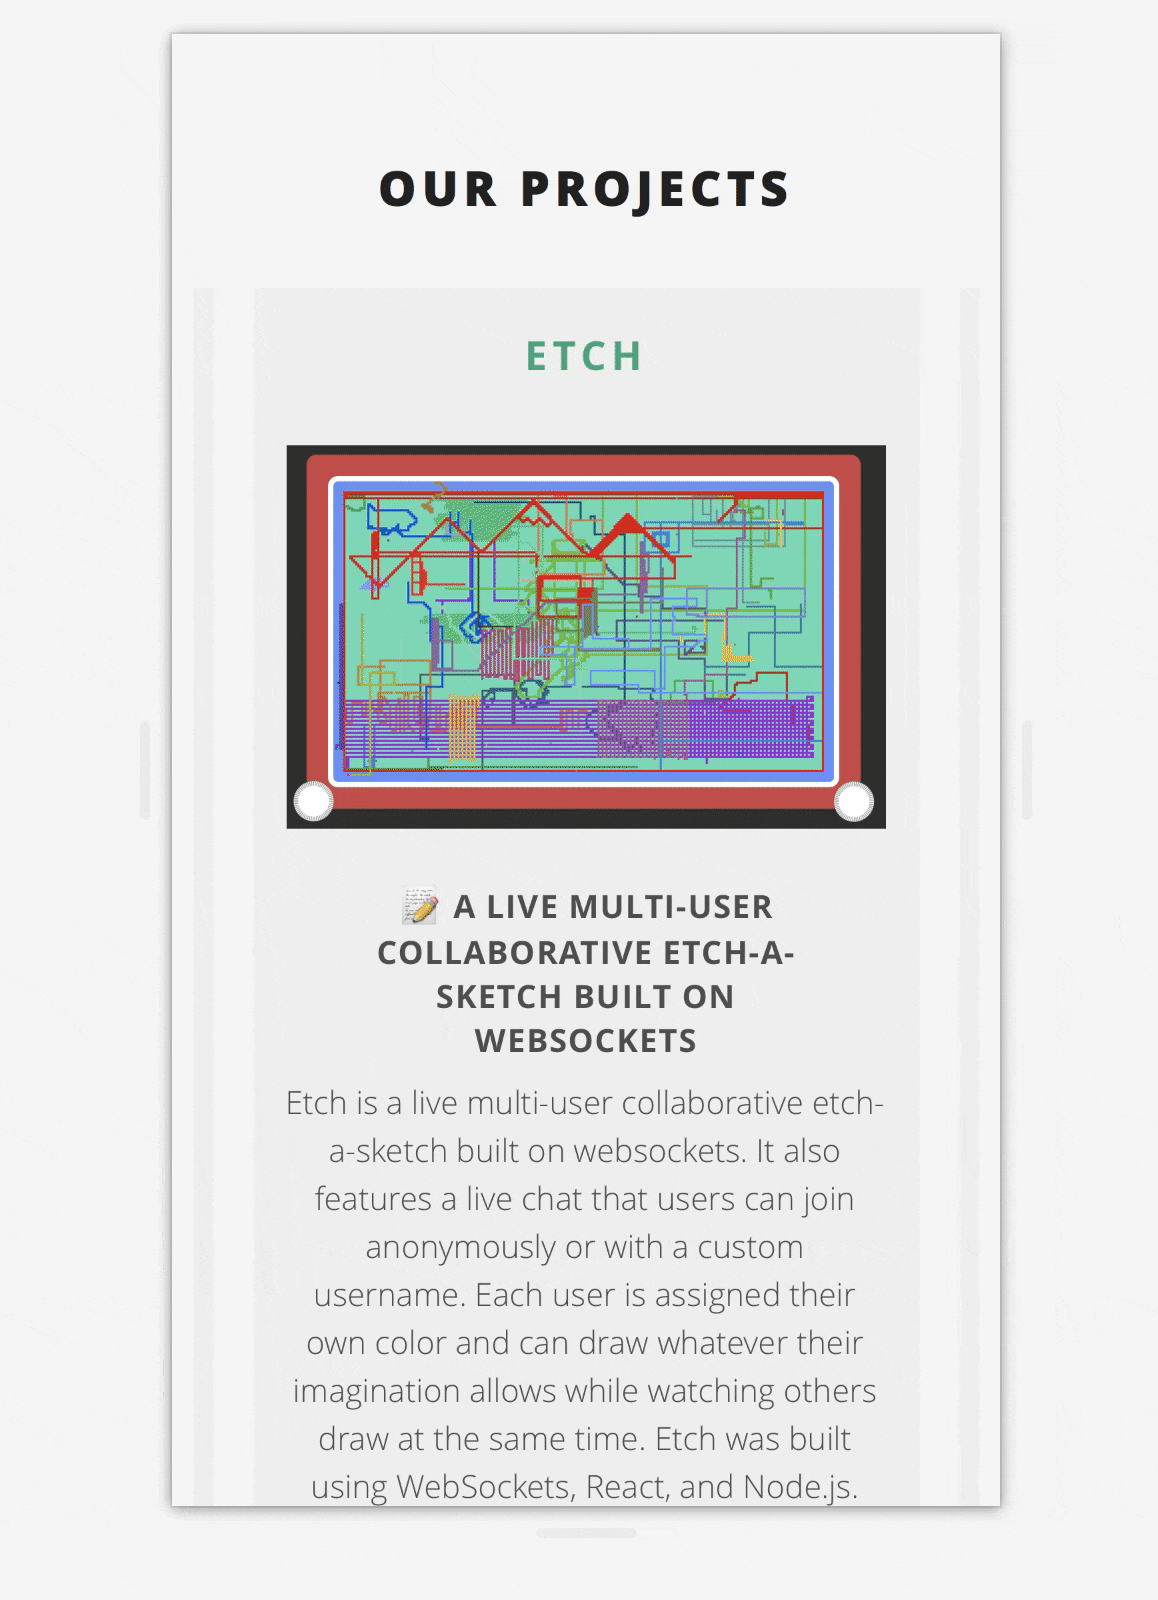 OUR PROJECTS
ETCH
📝 A LIVE MULTI-USER
COLLABORATIVE ETCH-A-
SKETCH BUILT ON
WEBSOCKETS
Etch is a live multi-user collaborative etch-
a-sketch built on websockets. It also
features a live chat that users can join
anonymously or with a custom
username. Each user is assigned their
own color and can draw whatever their
imagination allows while watching others
draw at the same time. Etch was built
using WebSockets, React, and Node.js.